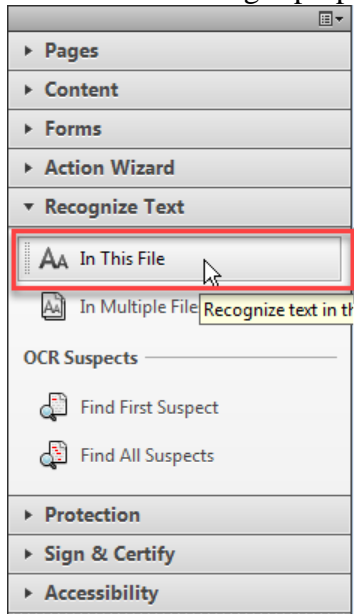 Pages
Content
Forms
Action Wizard
Recognize Text
AA In This File
In Multiple File
Recognize text in th
OCR Suspects
Find First Suspect
Find All Suspects
Protection
Sign & Certify
Accessibility